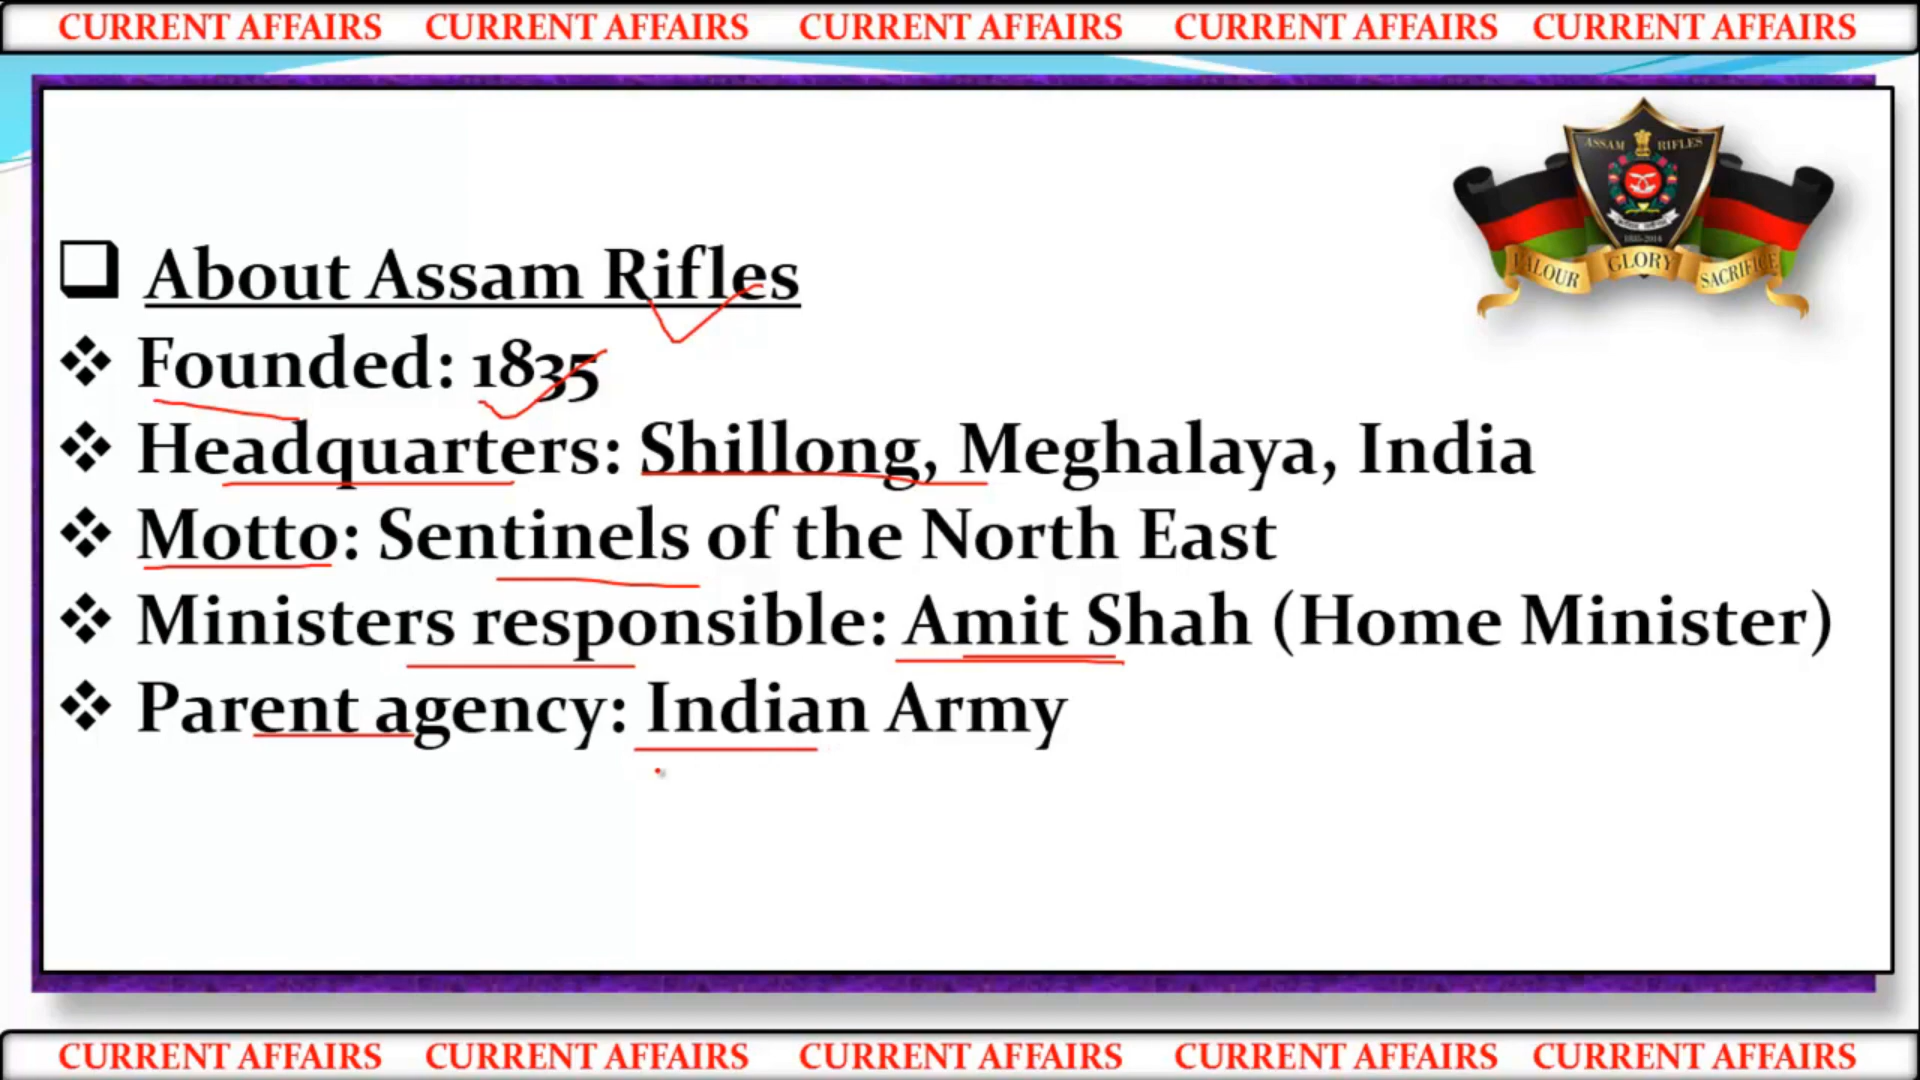 CURRENT AFFAIRS CURRENT AFFAIRS CURRENT AFFAIRS CURRENT AFFAIRS CURRENT AFFAIRS
ASSAM RIFLES
1835-2014
VALOUR GLORY SACRIFICE
About Assam Rifles
Founded: 1835
Headquarters: Shillong, Meghalaya, India
Motto: Sentinels of the North East
Ministers responsible: Amit Shah (Home Minister)
Parent agency: Indian Army
CURRENT AFFAIRS CURRENT AFFAIRS CURRENT AFFAIRS CURRENT AFFAIRS CURRENT AFFAIRS